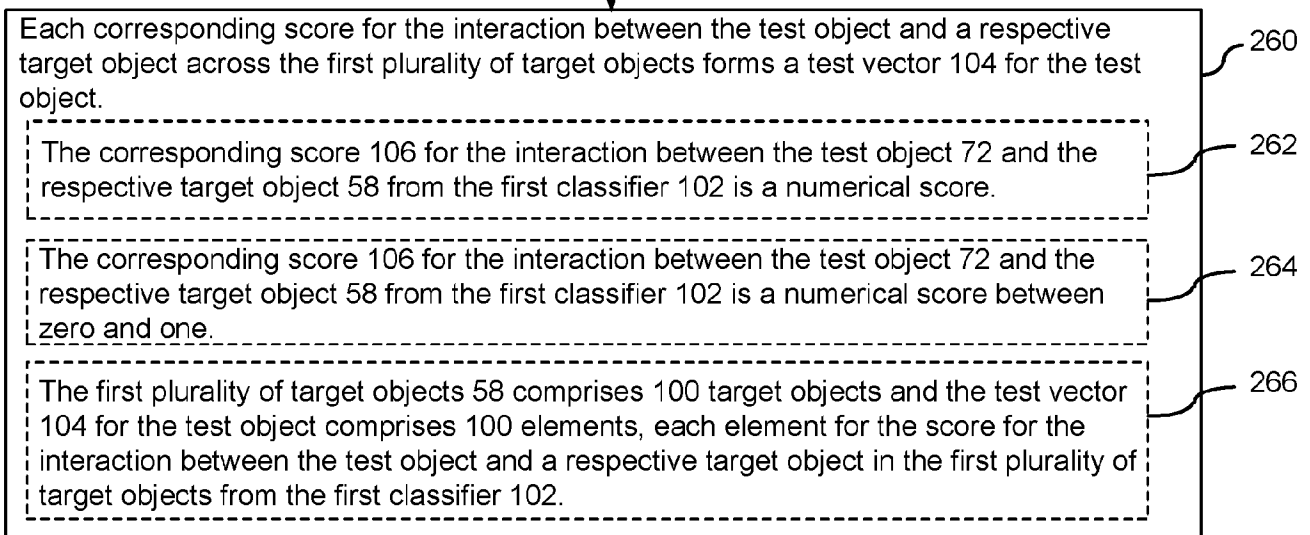 Each corresponding score for the interaction between the test object and a respective
target object across the first plurality of target objects forms a test vector 104 for the test
object.
260
The corresponding score 106 for the interaction between the test object 72 and the
respective target object 58 from the first classifier 102 is a numerical score.
262
The corresponding score 106 for the interaction between the test object 72 and the
respective target object 58 from the first classifier 102 is a numerical score between
zero and one.
264
The first plurality of target objects 58 comprises 100 target objects and the test vector
104 for the test object comprises 100 elements, each element for the score for the
interaction between the test object and a respective target object in the first plurality of
target objects from the first classifier 102.
266